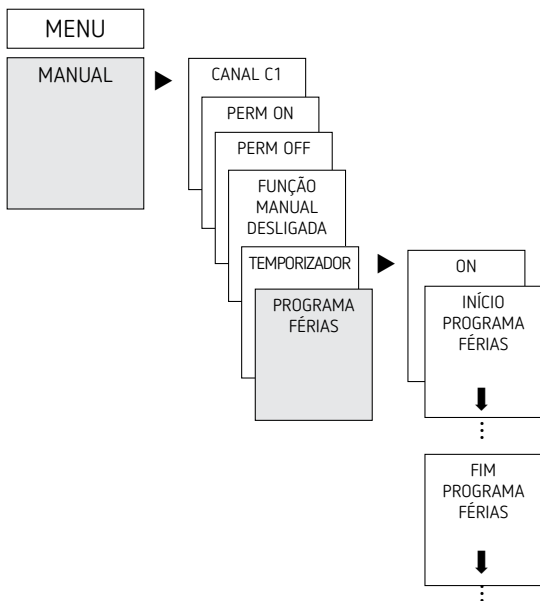 MENU
MANUAL
CANAL C1
PERM ON
PERM OFF
FUNÇÃO
MANUAL
DESLIGADA
TEMPORIZADOR
PROGRAMA
FÉRIAS
ON
INÍCIO
PROGRAMA
FÉRIAS
FIM
PROGRAMA
FÉRIAS